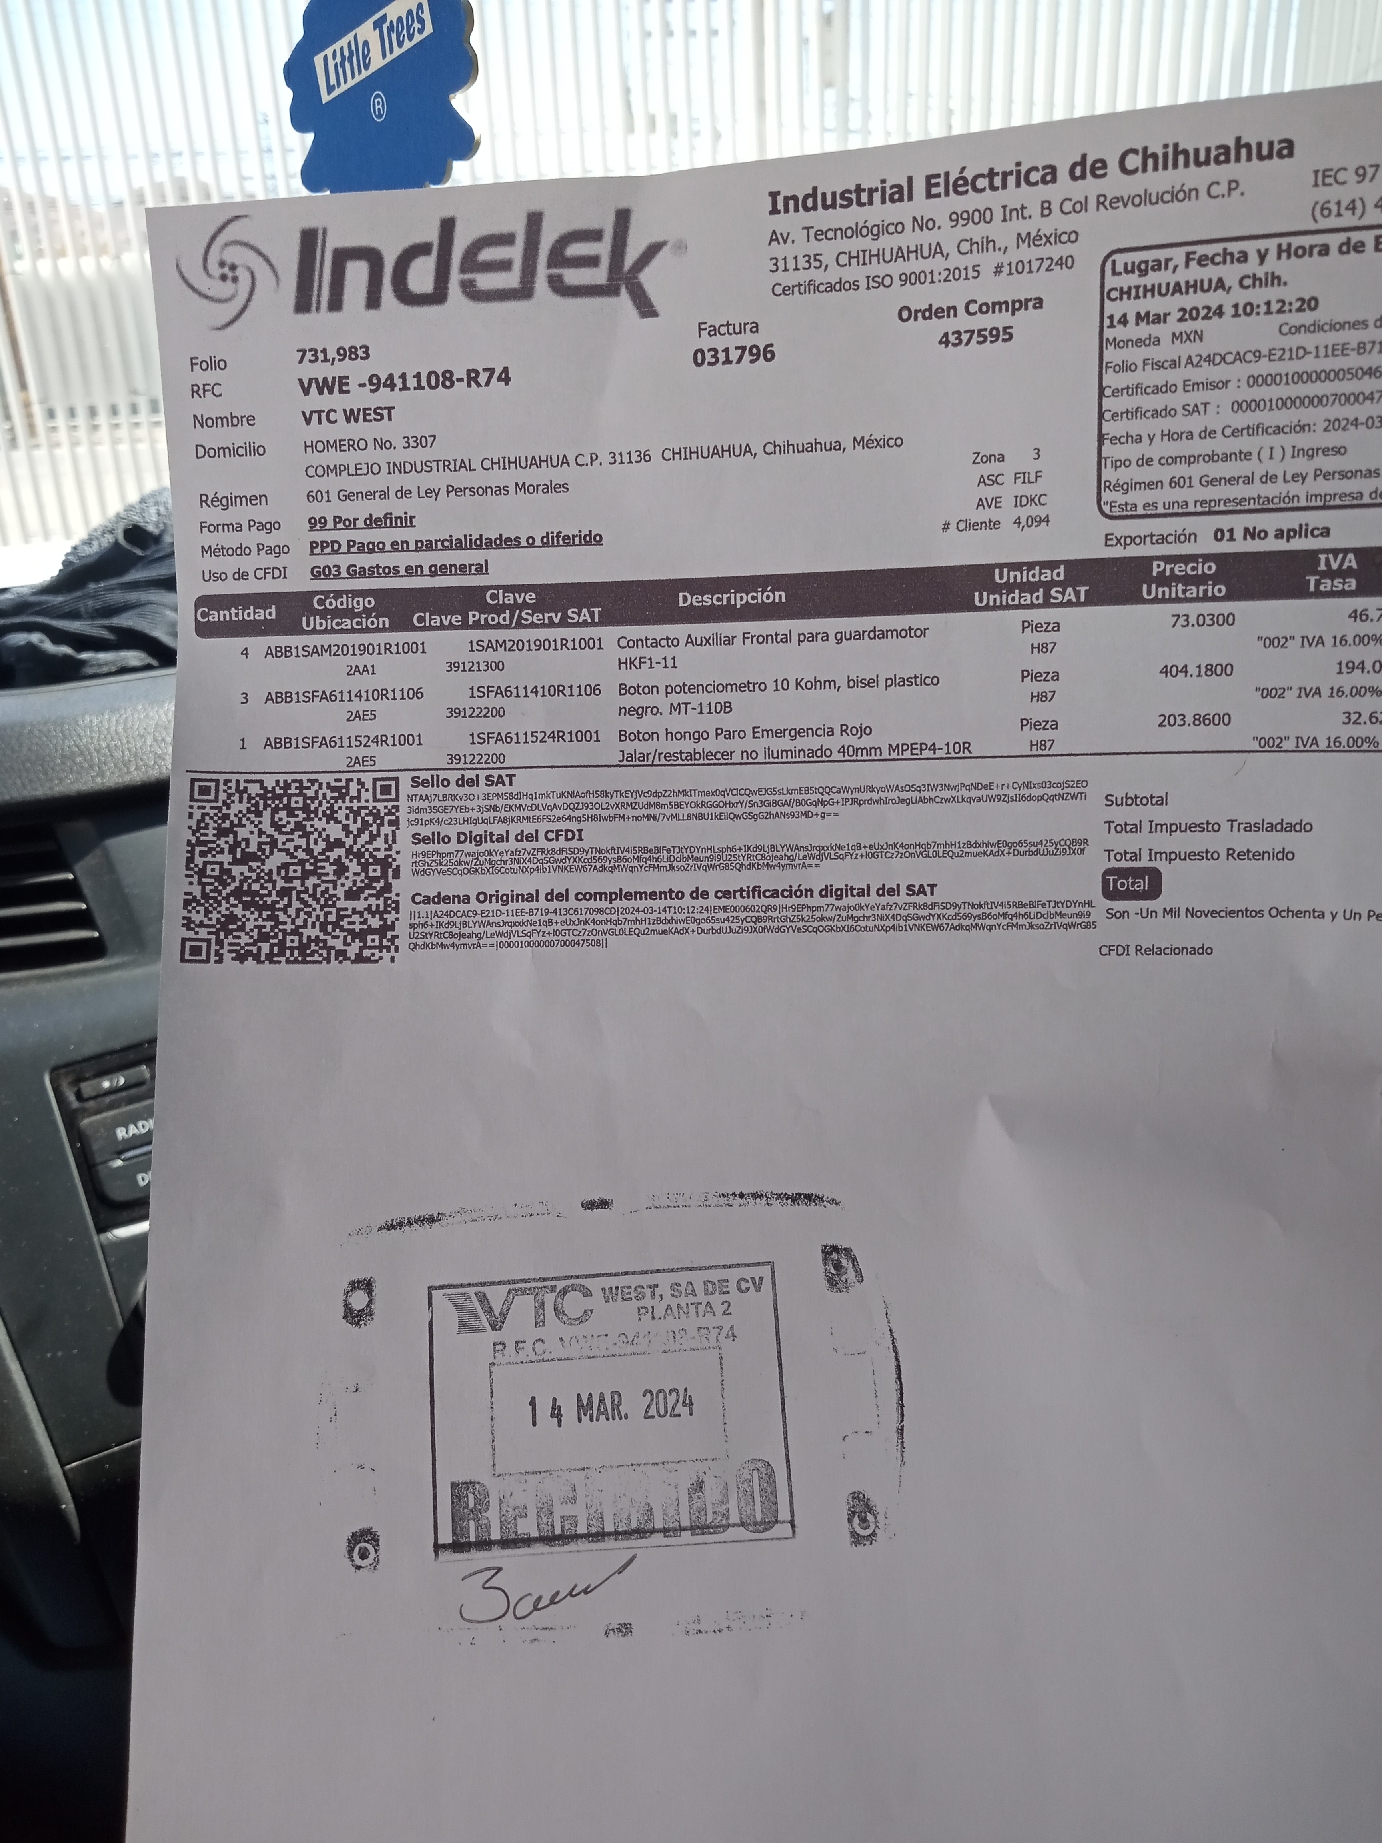 Little Trees
®
Indelek
Industrial Eléctrica de Chihuahua
Av. Tecnológico No. 9900 Int. B Col Revolución C.P.
31135, CHIHUAHUA, Chih., México
Certificados ISO 9001:2015 #1017240
IEC 97
(614) 4
Lugar, Fecha y Hora de E
CHIHUAHUA, Chih.
14 Mar 2024 10:12:20
Moneda MXN Condiciones d
Folio Fiscal A24DCAC9-E21D-11EE-B71
Certificado Emisor : 000010000005046
Certificado SAT : 00001000000700047
Fecha y Hora de Certificación: 2024-03
Tipo de comprobante ( I ) Ingreso
Régimen 601 General de Ley Personas
"Esta es una representación impresa de
Folio 731,983
Factura
031796
Orden Compra
437595
RFC VWE -941108-R74
Nombre VTC WEST
Domicilio HOMERO No. 3307
COMPLEJO INDUSTRIAL CHIHUAHUA C.P. 31136 CHIHUAHUA, Chihuahua, México
Régimen 601 General de Ley Personas Morales
Forma Pago 99 Por definir
Método Pago PPD Pago en parcialidades o diferido
Uso de CFDI G03 Gastos en general
Zona 3
ASC FILF
AVE IDKC
# Cliente 4,094
Exportación 01 No aplica
Cantidad Código Ubicación Clave Clave Prod/Serv SAT Descripción Unidad Unidad SAT Precio Unitario IVA Tasa
4 ABB1SAM201901R1001 1SAM201901R1001 Contacto Auxiliar Frontal para guardamotor Pieza 73.0300 46.7
2AA1 39121300 HKF1-11 H87 "002" IVA 16.00%
3 ABB1SFA611410R1106 1SFA611410R1106 Boton potenciometro 10 Kohm, bisel plastico Pieza 404.1800 194.0
2AE5 39122200 negro. MT-110B H87 "002" IVA 16.00%
1 ABB1SFA611524R1001 1SFA611524R1001 Boton hongo Paro Emergencia Rojo Pieza 203.8600 32.6
2AE5 39122200 Jalar/restablecer no iluminado 40mm MPEP4-10R H87 "002" IVA 16.00%
Sello del SAT
Sello Digital del CFDI
Cadena Original del complemento de certificación digital del SAT
Subtotal
Total Impuesto Trasladado
Total Impuesto Retenido
Total
Son -Un Mil Novecientos Ochenta y Un Pe
CFDI Relacionado
RADI
VTC WEST, SA DE CV
PLANTA 2
R.F.C.
14 MAR. 2024
RECIBIDO